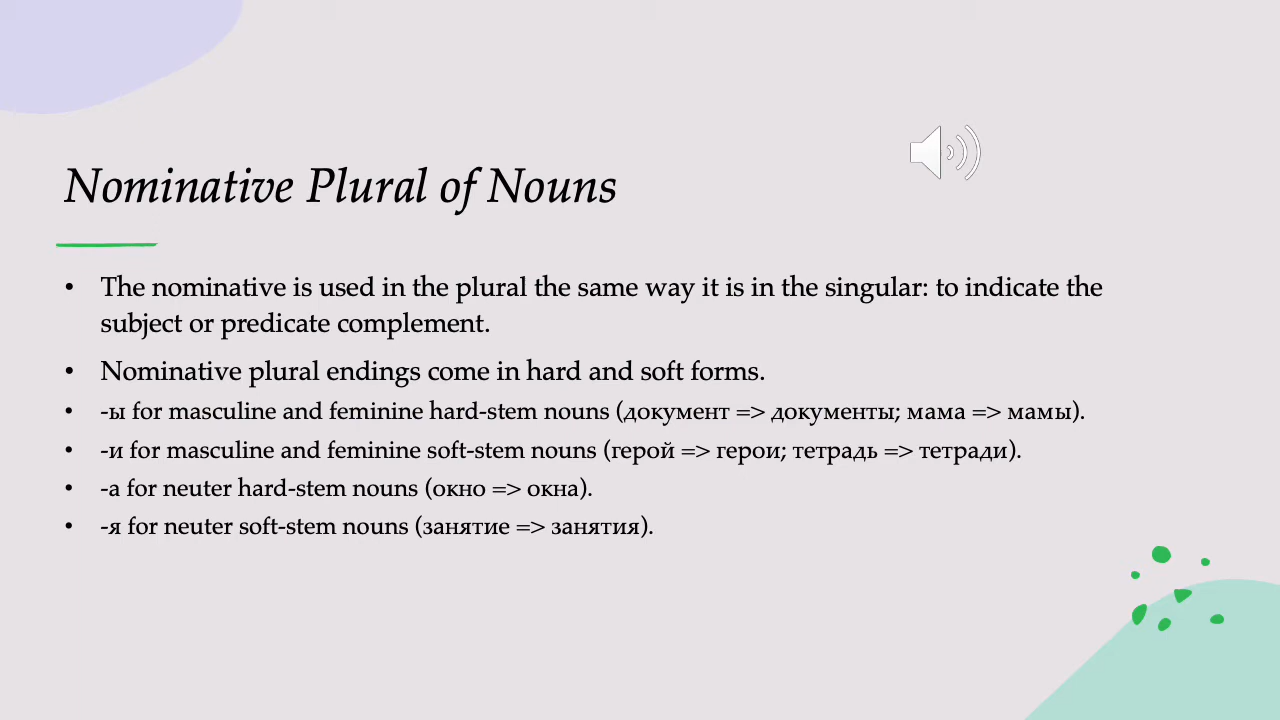 Nominative Plural of Nouns
• The nominative is used in the plural the same way it is in the singular: to indicate the
subject or predicate complement.
• Nominative plural endings come in hard and soft forms.
• -ы for masculine and feminine hard-stem nouns (документ => документы; мама => мамы).
• -и for masculine and feminine soft-stem nouns (герой => герои; тетрадь => тетради).
• -а for neuter hard-stem nouns (окно => окна).
• -я for neuter soft-stem nouns (занятие => занятия).